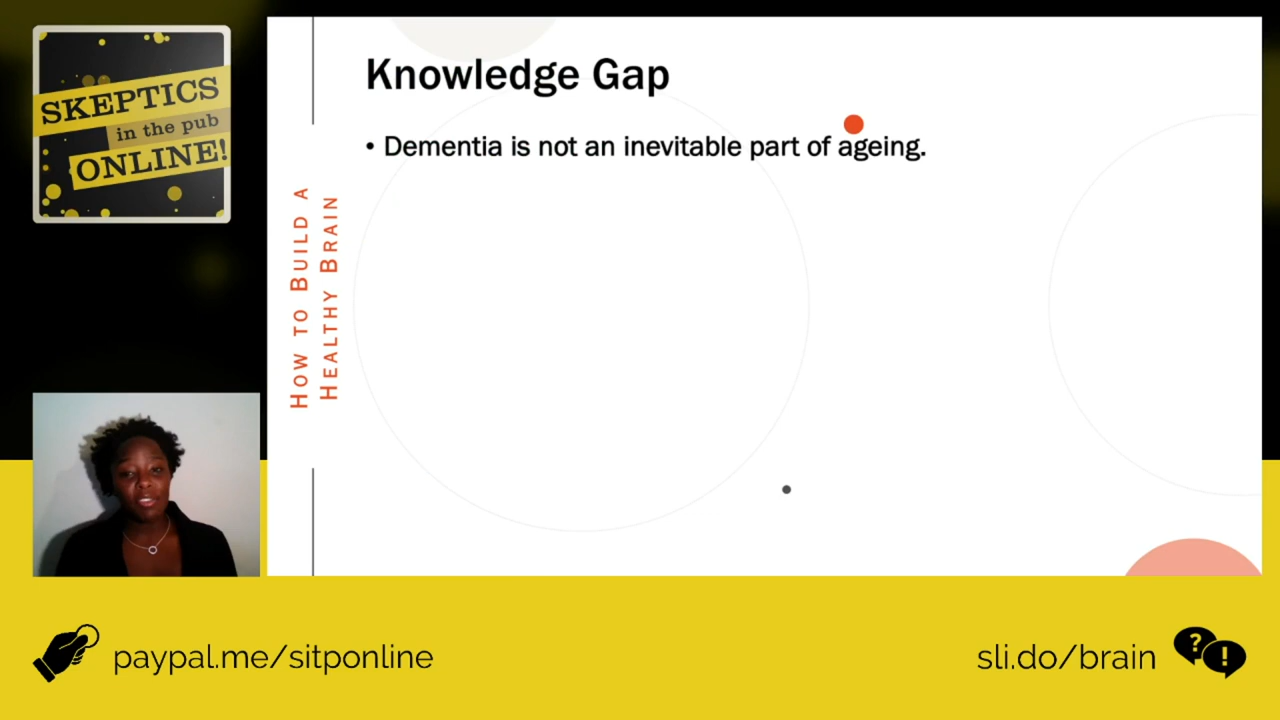 SKEPTICS
in the pub
ONLINE!
Knowledge Gap
• Dementia is not an inevitable part of ageing.
How to Build a
Healthy Brain
paypal.me/sitponline
sli.do/brain
? !